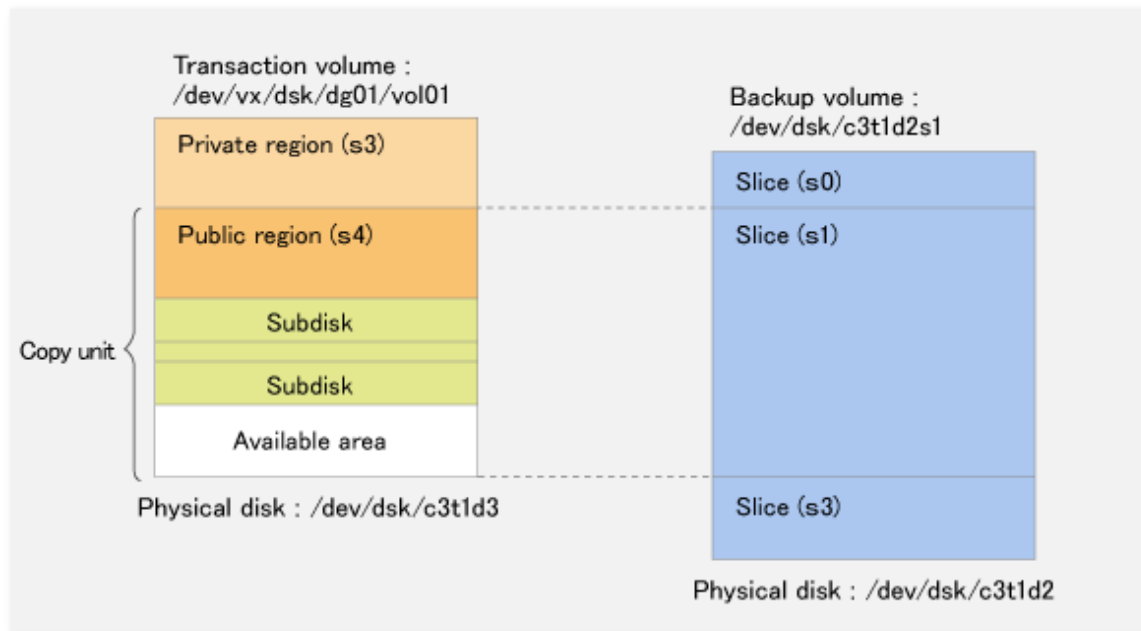 Transaction volume :
/dev/vx/dsk/dg01/vol01
Private region (s3)
Public region (s4)
Subdisk
Subdisk
Available area
Copy unit
Physical disk : /dev/dsk/c3t1d3
Backup volume :
/dev/dsk/c3t1d2s1
Slice (s0)
Slice (s1)
Slice (s3)
Physical disk : /dev/dsk/c3t1d2